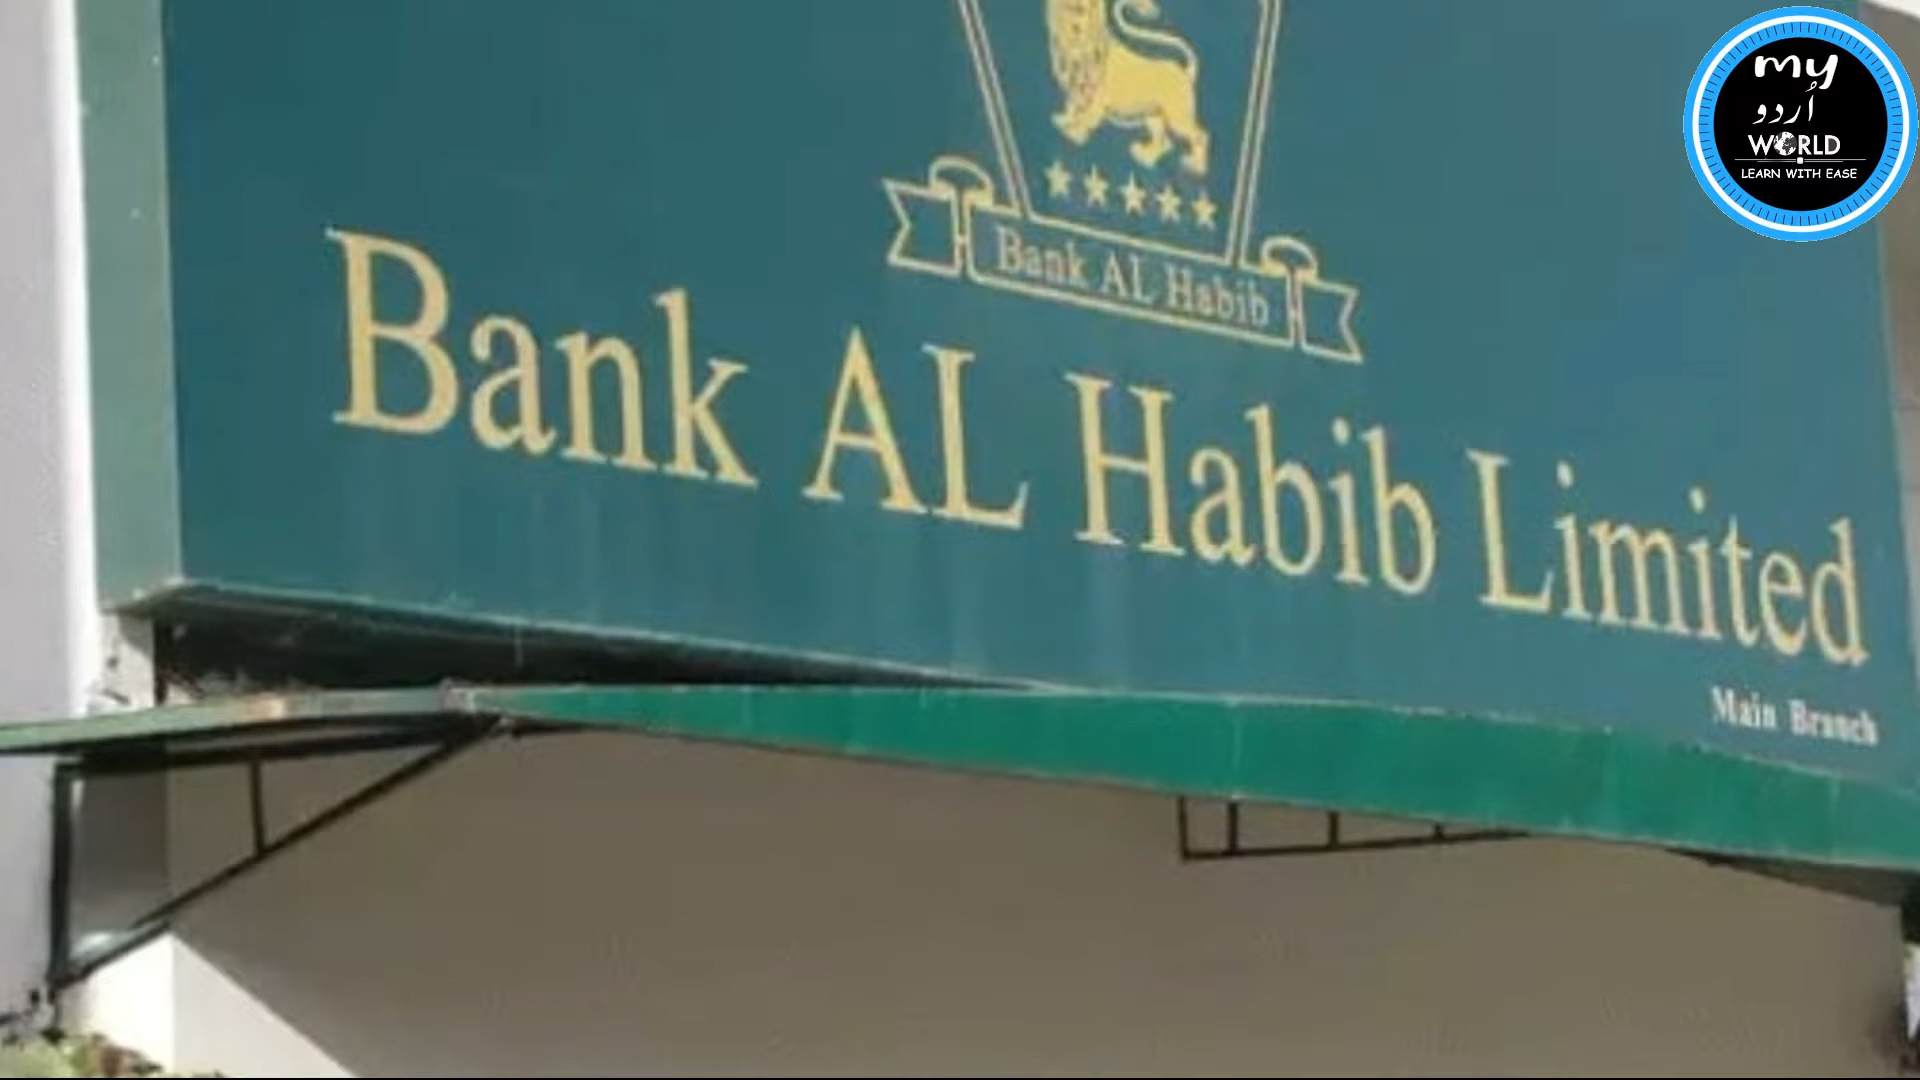 my
اُردو
WORLD
LEARN WITH EASE
Bank AL Habib
Bank AL Habib Limited
Main Branch